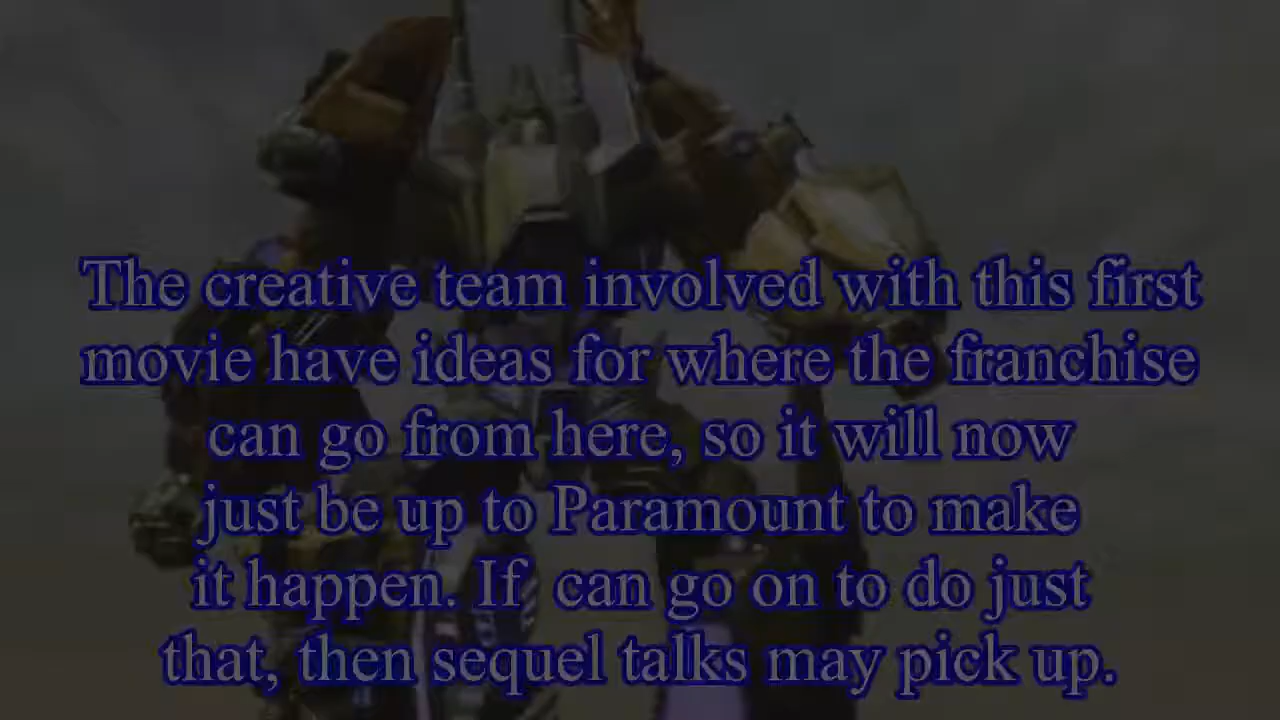 The creative team involved with this first
movie have ideas for where the franchise
can go from here, so it will now
just be up to Paramount to make
it happen. If  can go on to do just
that, then sequel talks may pick up.